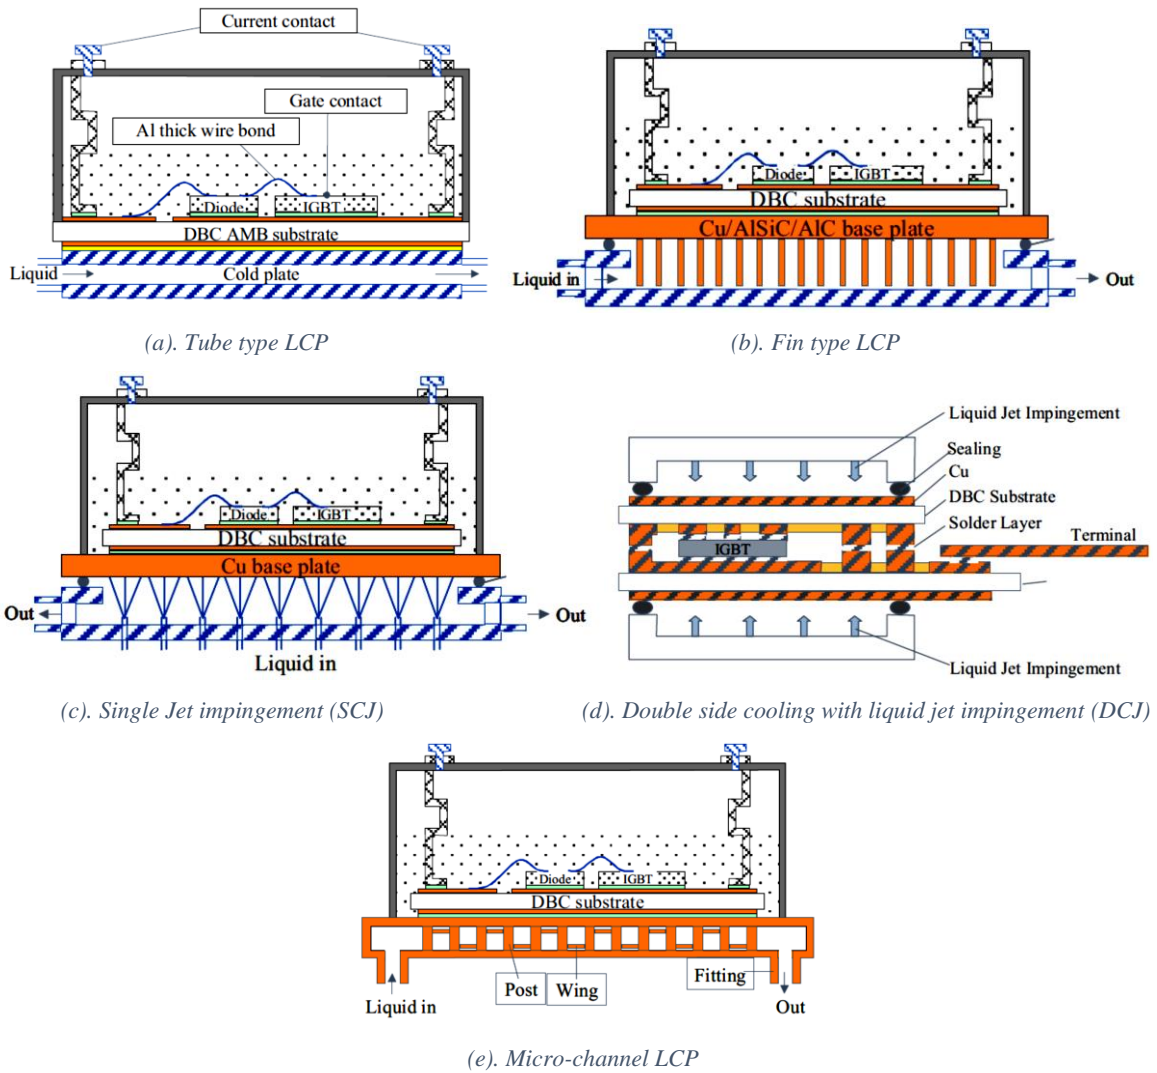 Current contact
Gate contact
Al thick wire bond
Diode
IGBT
DBC AMB substrate
Liquid
Cold plate
(a). Tube type LCP
Diode
IGBT
DBC substrate
Cu/AlSiC/AlC base plate
Liquid in
Out
(b). Fin type LCP
Diode
IGBT
DBC substrate
Cu base plate
Out
Out
Liquid in
(c). Single Jet impingement (SCJ)
Liquid Jet Impingement
Sealing
Cu
DBC Substrate
Solder Layer
Terminal
IGBT
Liquid Jet Impingement
(d). Double side cooling with liquid jet impingement (DCJ)
Diode
IGBT
DBC substrate
Post
Wing
Fitting
Liquid in
Out
(e). Micro-channel LCP